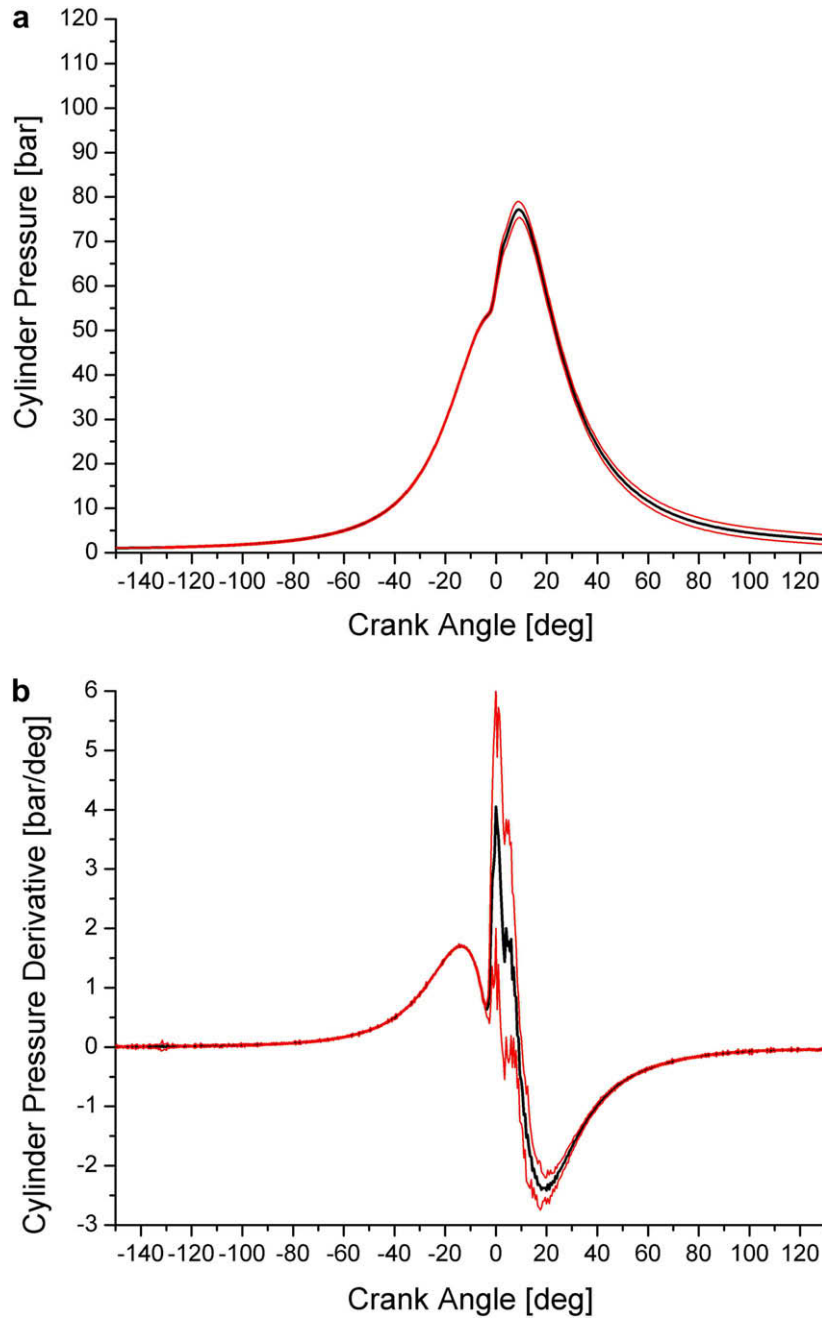 a
Cylinder Pressure [bar]
120
110
100
90
80
70
60
50
40
30
20
10
0
-140 -120 -100 -80 -60 -40 -20 0 20 40 60 80 100 120
Crank Angle [deg]
b
Cylinder Pressure Derivative [bar/deg]
6
5
4
3
2
1
0
-1
-2
-3
-140 -120 -100 -80 -60 -40 -20 0 20 40 60 80 100 120
Crank Angle [deg]